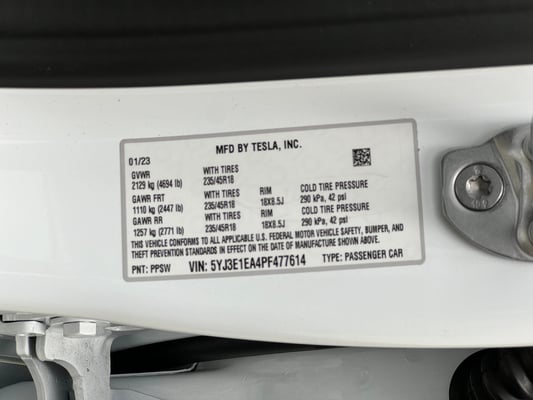 MFD BY TESLA, INC.
01/23
GVWR WITH TIRES
2129 kg (4694 lb) 235/45R18
GAWR FRT WITH TIRES RIM COLD TIRE PRESSURE
1110 kg (2447 lb) 235/45R18 18X8.5J 290 kPa, 42 psi
GAWR RR WITH TIRES RIM COLD TIRE PRESSURE
1257 kg (2771 lb) 235/45R18 18X8.5J 290 kPa, 42 psi
THIS VEHICLE CONFORMS TO ALL APPLICABLE U.S. FEDERAL MOTOR VEHICLE SAFETY, BUMPER, AND
THEFT PREVENTION STANDARDS IN EFFECT ON THE DATE OF MANUFACTURE SHOWN ABOVE.
PNT: PPSW VIN: 5YJ3E1EA4PF477614 TYPE: PASSENGER CAR